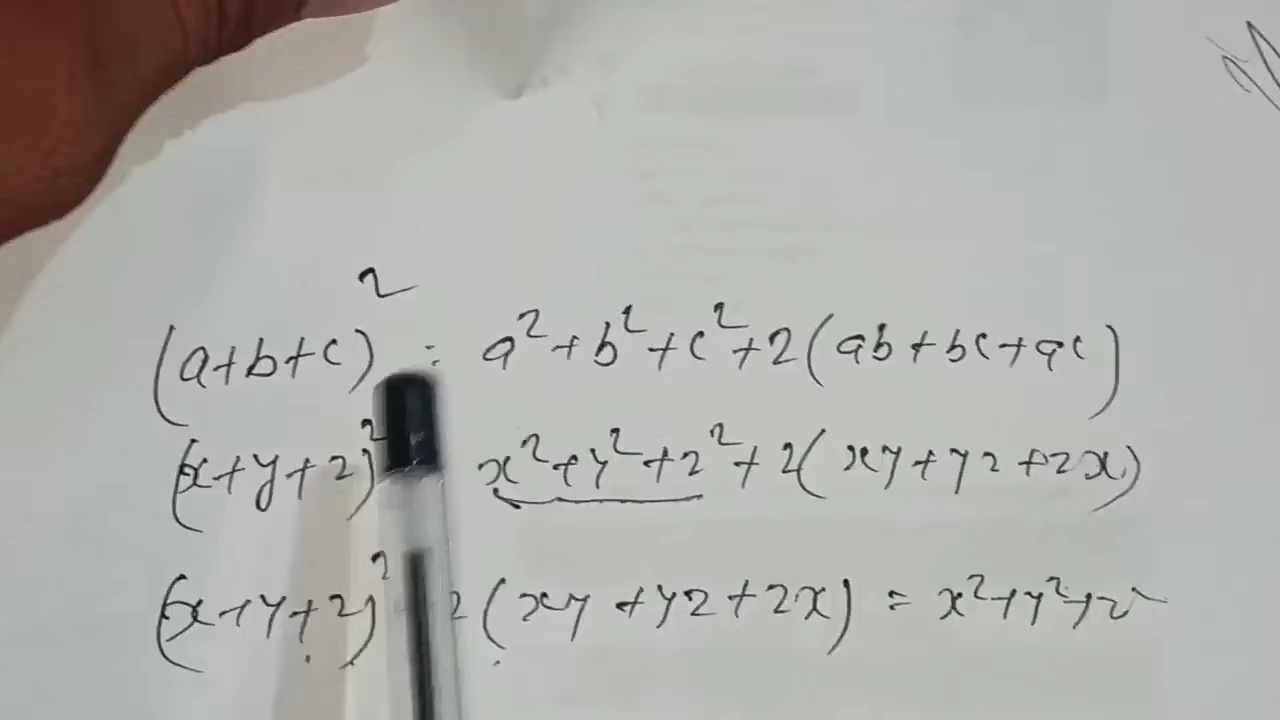 (a+b+c)² = a²+b²+c²+2(ab+bc+ac)
(x+y+z)² x²+y²+z²+2(xy+yz+zx)
(x+y+z)² 2(xy+yz+zx) = x²+y²+z²